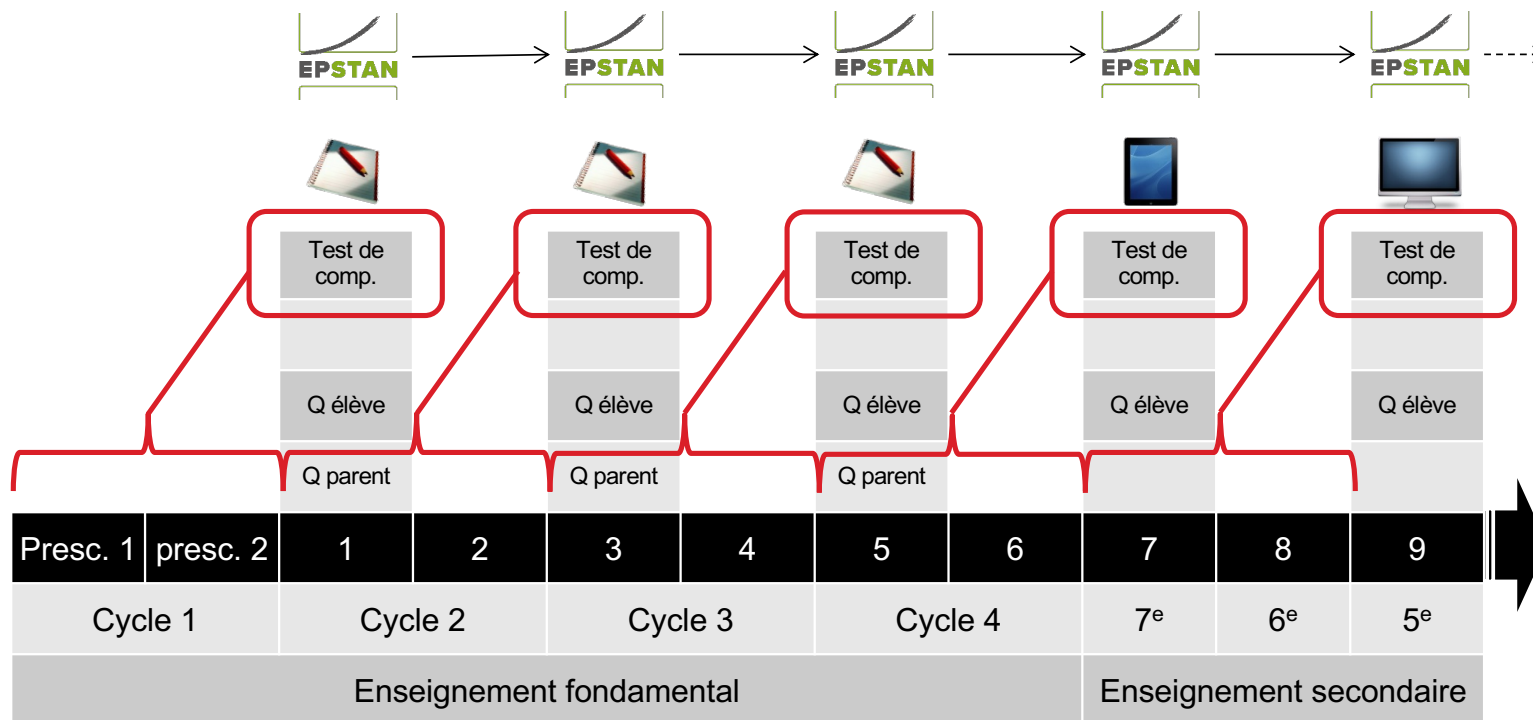 EPSTAN EPSTAN EPSTAN EPSTAN EPSTAN
Test de Test de Test de Test de Test de
comp. comp. comp. comp. comp.
Q élève Q élève Q élève Q élève Q élève
Q parent Q parent Q parent
Presc. 1 presc. 2 1 2 3 4 5 6 7 8 9
Cycle 1 Cycle 2 Cycle 3 Cycle 4 7e 6e 5e
Enseignement fondamental Enseignement secondaire